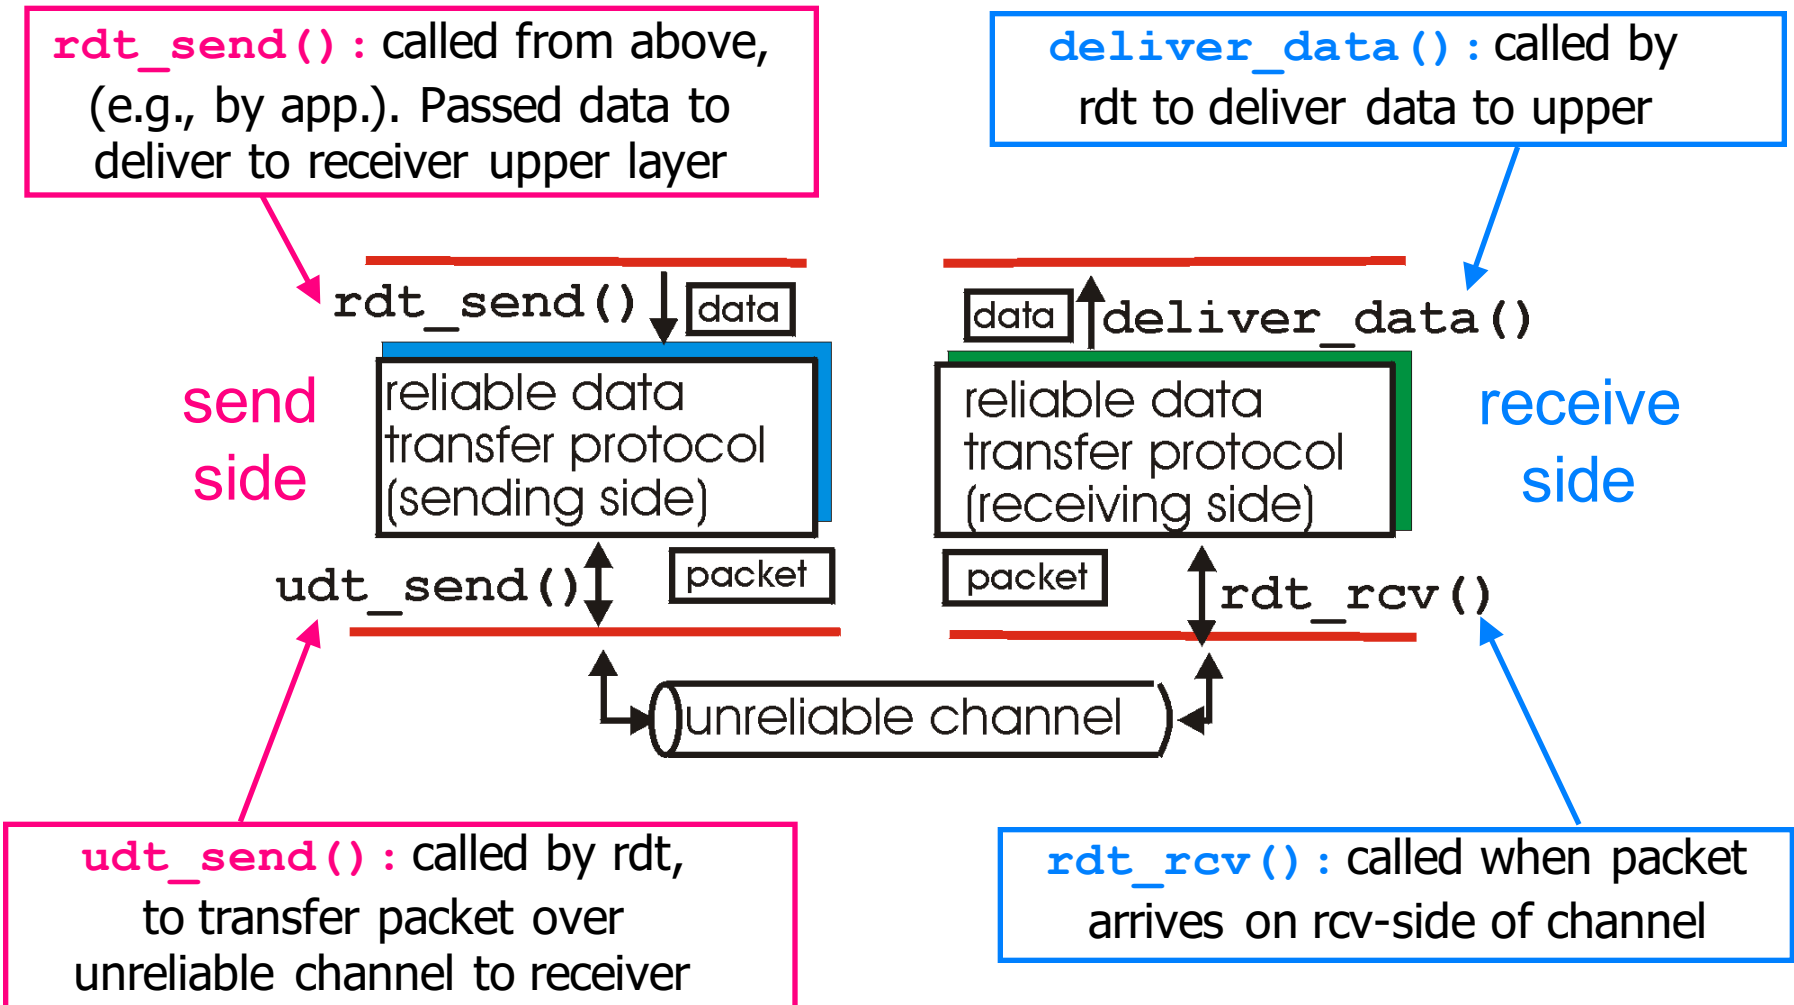 rdt_send(): called from above,
(e.g., by app.). Passed data to
deliver to receiver upper layer
deliver_data(): called by
rdt to deliver data to upper
rdt_send()
data
data
deliver_data()
send
side
reliable data
transfer protocol
(sending side)
reliable data
transfer protocol
(receiving side)
receive
side
udt_send()
packet
packet
rdt_rcv()
unreliable channel
udt_send(): called by rdt,
to transfer packet over
unreliable channel to receiver
rdt_rcv(): called when packet
arrives on rcv-side of channel